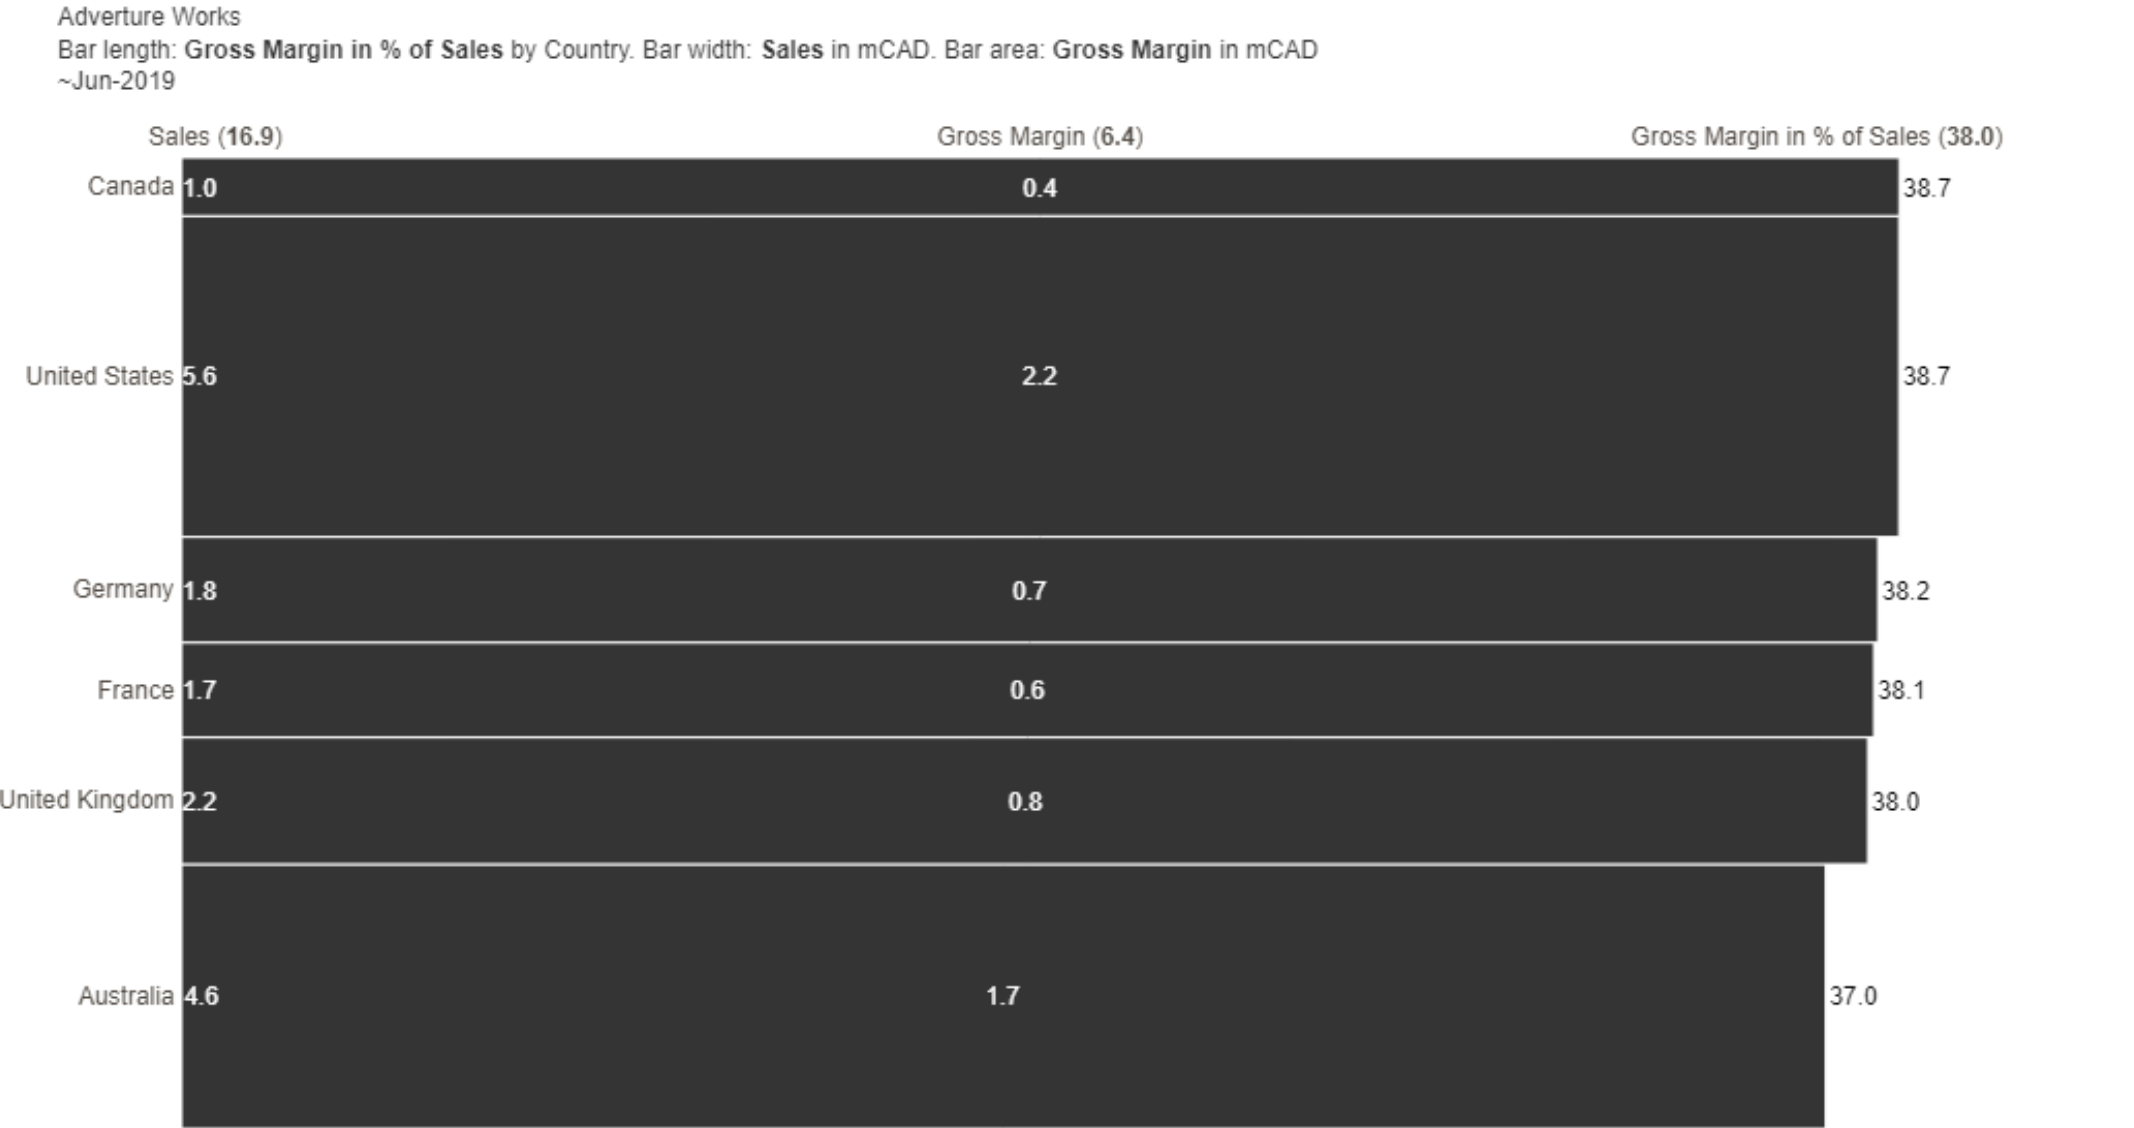 Adverture Works
Bar length: Gross Margin in % of Sales by Country. Bar width: Sales in mCAD. Bar area: Gross Margin in mCAD
~Jun-2019
Sales (16.9) Gross Margin (6.4) Gross Margin in % of Sales (38.0)
Canada 1.0 0.4 38.7
United States 5.6 2.2 38.7
Germany 1.8 0.7 38.2
France 1.7 0.6 38.1
United Kingdom 2.2 0.8 38.0
Australia 4.6 1.7 37.0